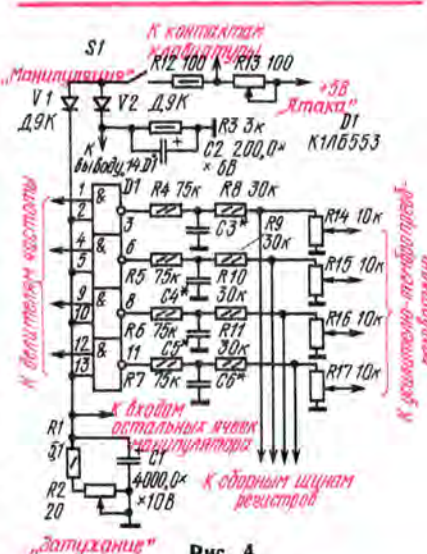 К контактам
клавиатуры
S1
R12 100
R13 100
„Манипуляция"
+5В
„Атака"
V1
Д9К
V2
Д9К
D1
К1ЛБ553
R3 3к
К
выводу 14 D1
C2 200,0×
×6В
К делителям частоты
1
2
&
D1
3
R4 75к
R8 30к
C3*
R9
30к
R14 10к
4
5
&
6
R5 75к
R10
30к
C4*
R15 10к
9
10
&
8
R6 75к
R11
30к
C5*
R16 10к
12
13
&
11
R7 75к
C6*
R17 10к
К входам
остальных ячеек
манипулятора
R1
51
C1
4000,0×
×10В
R2
20
К сборным шинам
регистров
„Затухание"
Рис. 4